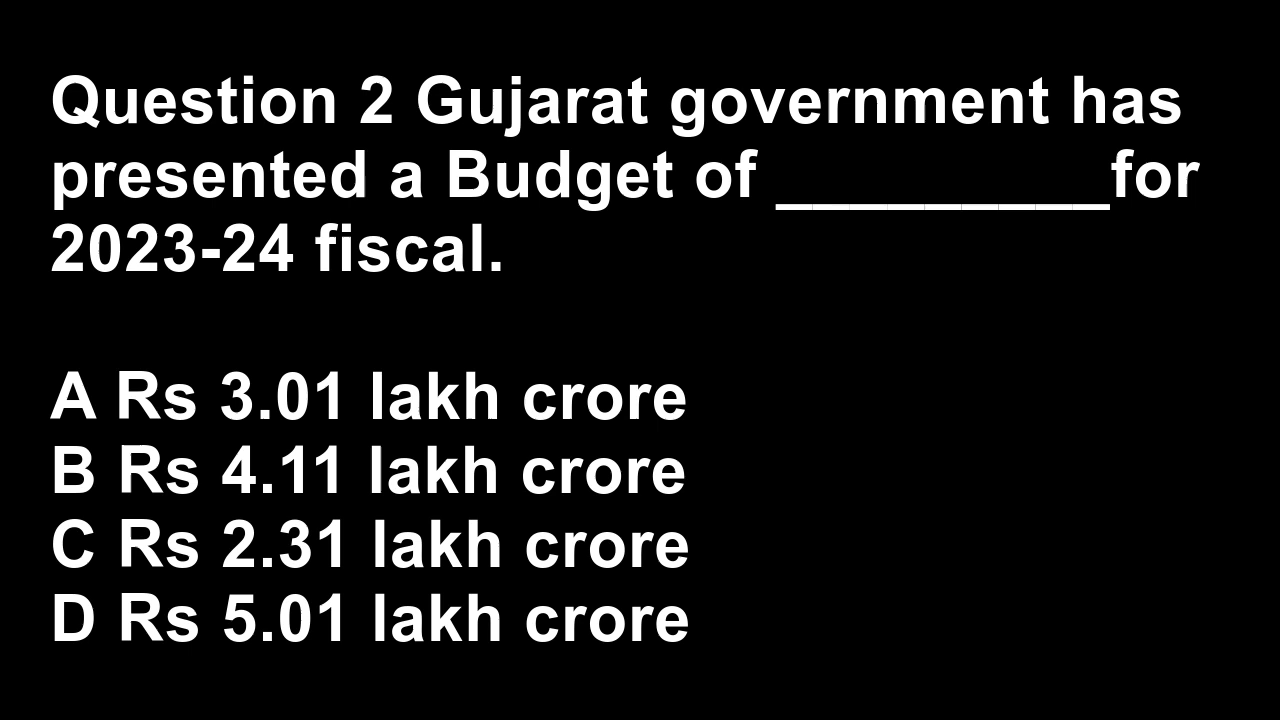 Question 2 Gujarat government has
presented a Budget of _________for
2023-24 fiscal.
A Rs 3.01 lakh crore
B Rs 4.11 lakh crore
C Rs 2.31 lakh crore
D Rs 5.01 lakh crore